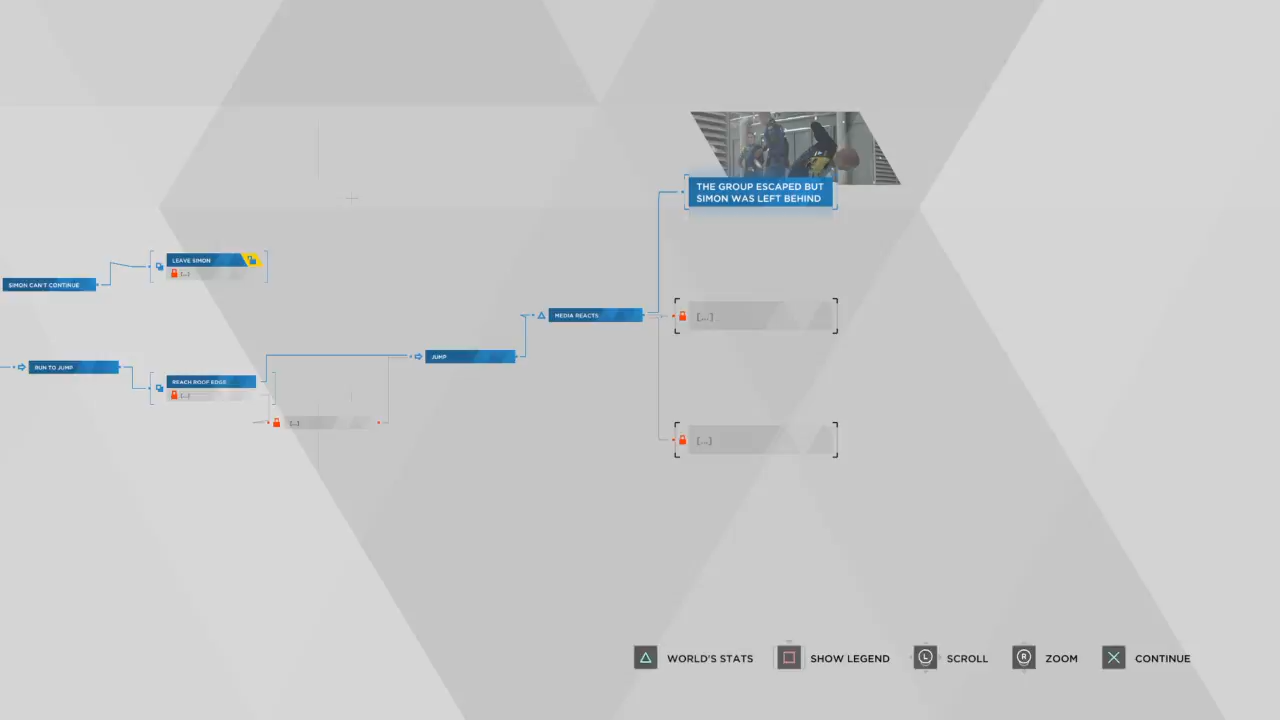 THE GROUP ESCAPED BUT
SIMON WAS LEFT BEHIND
LEAVE SIMON
[...]
SIMON CAN'T CONTINUE
MEDIA REACTS
[...]
JUMP
RUN TO JUMP
REACH ROOF EDGE
[...]
[...]
[...]
WORLD'S STATS
SHOW LEGEND
L
SCROLL
R
ZOOM
CONTINUE